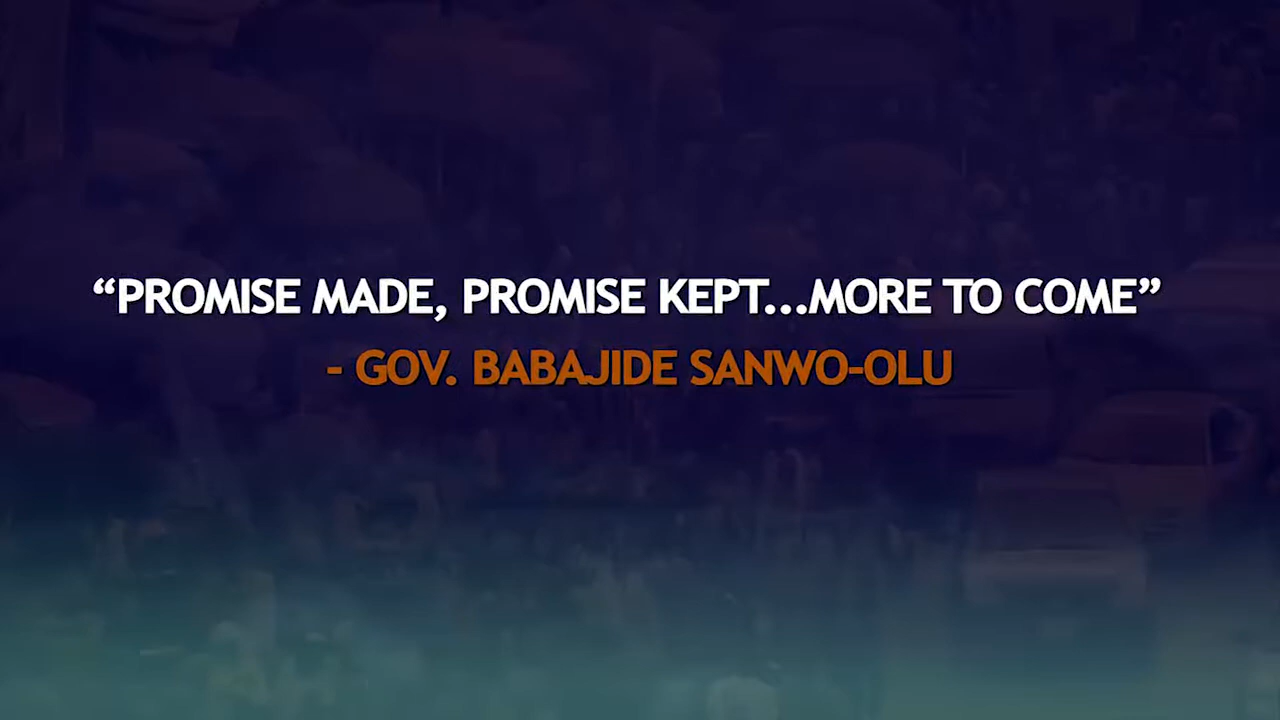 “PROMISE MADE, PROMISE KEPT...MORE TO COME”
- GOV. BABAJIDE SANWO-OLU